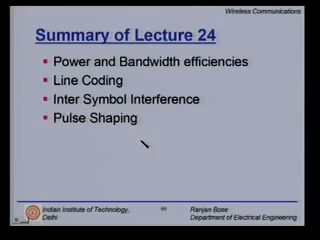 Wireless Communications
Summary of Lecture 24
Power and Bandwidth efficiencies
Line Coding
Inter Symbol Interference
Pulse Shaping
Indian Institute of Technology,
Delhi
99
Ranjan Bose
Department of Electrical Engineering